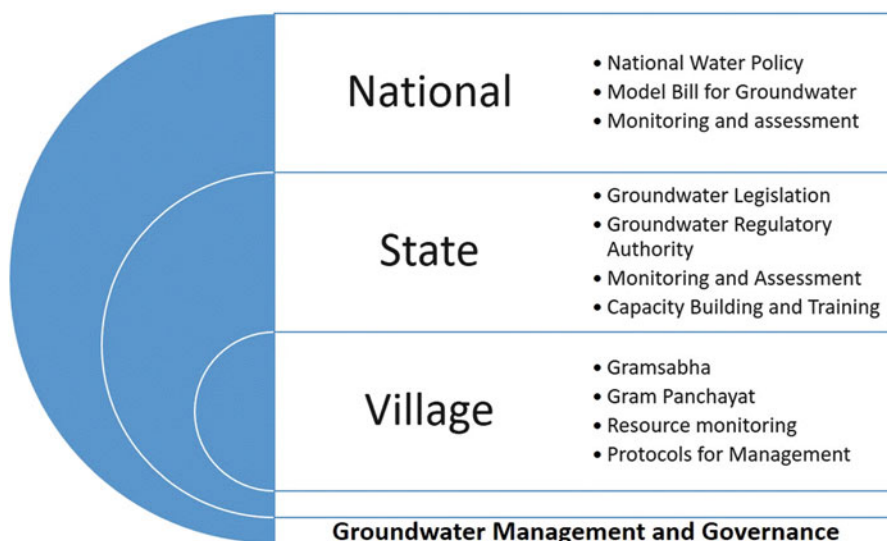 National
• National Water Policy
• Model Bill for Groundwater
• Monitoring and assessment
State
• Groundwater Legislation
• Groundwater Regulatory
Authority
• Monitoring and Assessment
• Capacity Building and Training
Village
• Gramsabha
• Gram Panchayat
• Resource monitoring
• Protocols for Management
Groundwater Management and Governance